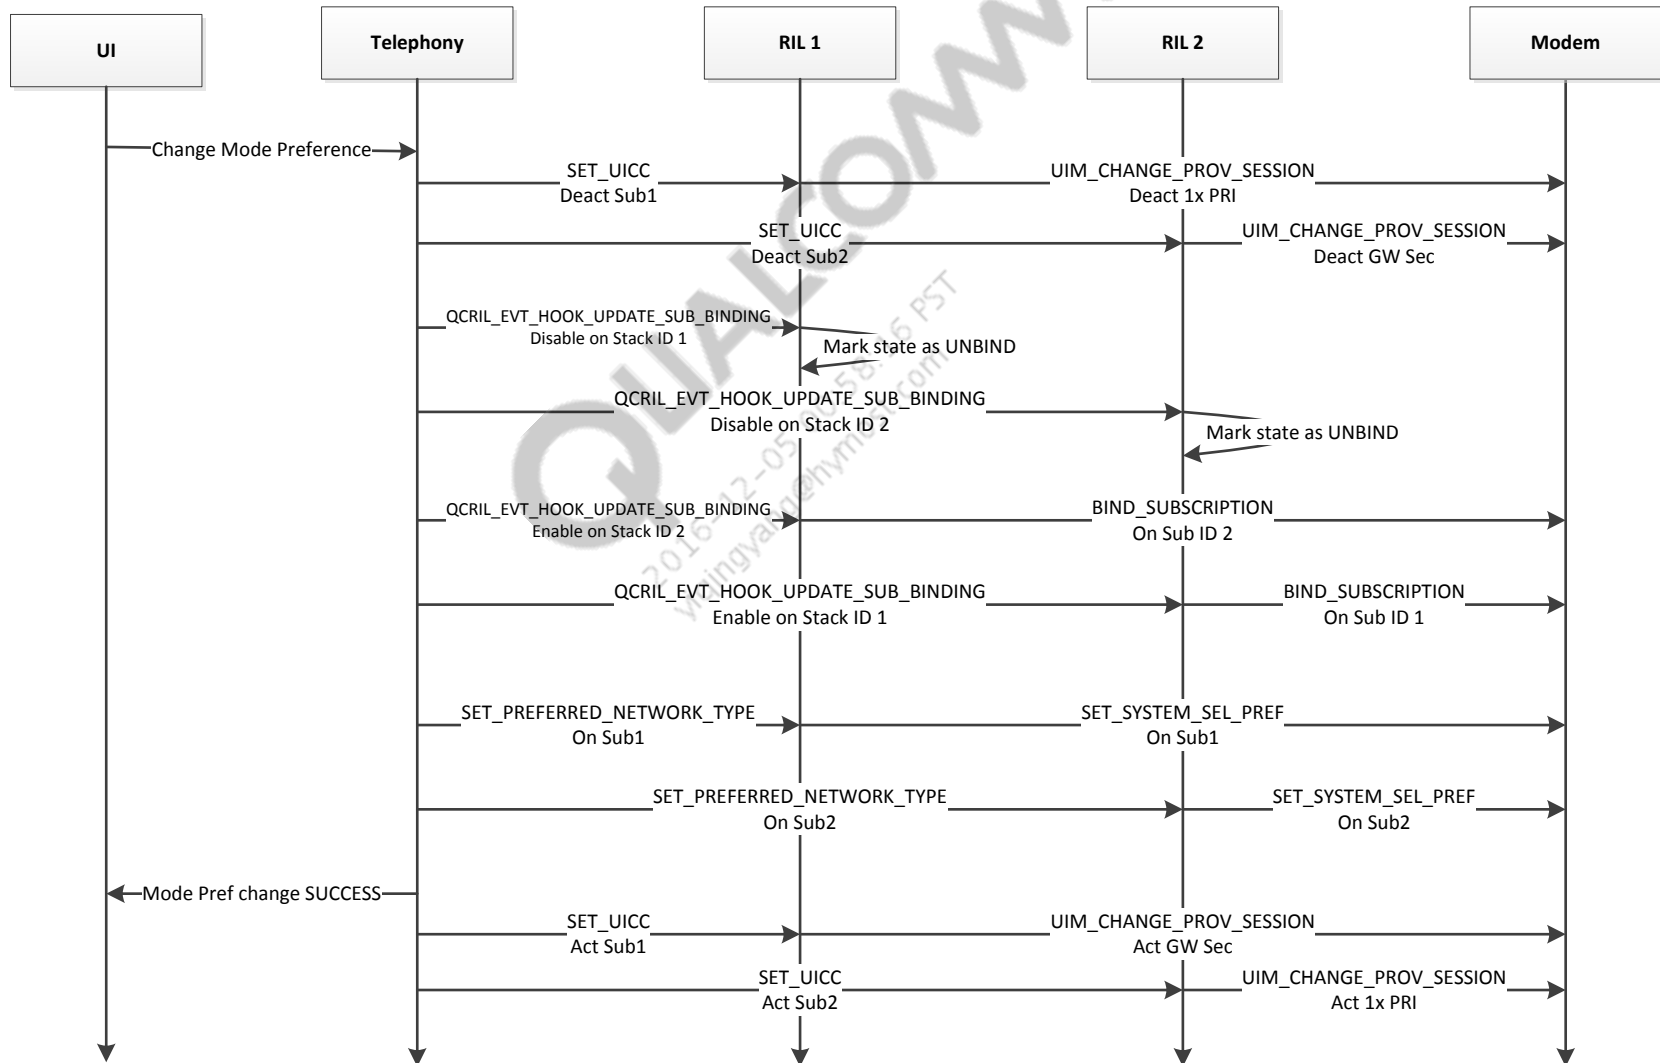 UI
Telephony
RIL 1
RIL 2
Modem
Change Mode Preference
SET_UICC
Deact Sub1
UIM_CHANGE_PROV_SESSION
Deact 1x PRI
SET_UICC
Deact Sub2
UIM_CHANGE_PROV_SESSION
Deact GW Sec
QCRIL_EVT_HOOK_UPDATE_SUB_BINDING
Disable on Stack ID 1
Mark state as UNBIND
QCRIL_EVT_HOOK_UPDATE_SUB_BINDING
Disable on Stack ID 2
Mark state as UNBIND
QCRIL_EVT_HOOK_UPDATE_SUB_BINDING
Enable on Stack ID 2
BIND_SUBSCRIPTION
On Sub ID 2
QCRIL_EVT_HOOK_UPDATE_SUB_BINDING
Enable on Stack ID 1
BIND_SUBSCRIPTION
On Sub ID 1
SET_PREFERRED_NETWORK_TYPE
On Sub1
SET_SYSTEM_SEL_PREF
On Sub1
SET_PREFERRED_NETWORK_TYPE
On Sub2
SET_SYSTEM_SEL_PREF
On Sub2
Mode Pref change SUCCESS
SET_UICC
Act Sub1
UIM_CHANGE_PROV_SESSION
Act GW Sec
SET_UICC
Act Sub2
UIM_CHANGE_PROV_SESSION
Act 1x PRI